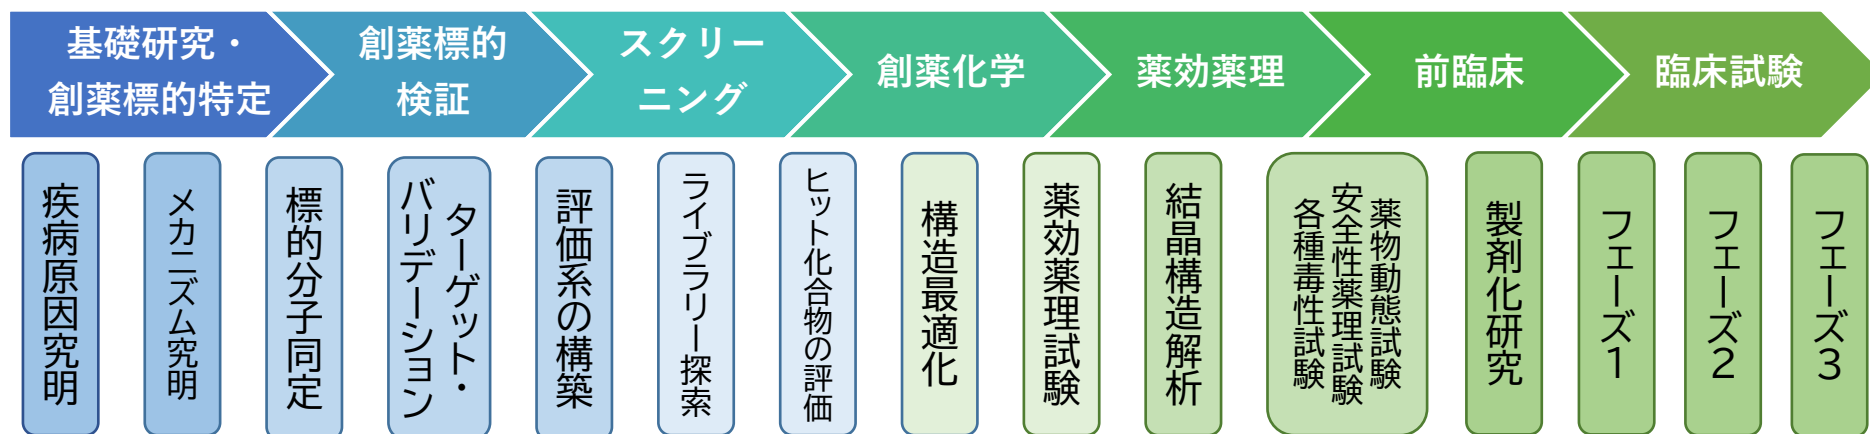 基礎研究・
創薬標的特定
創薬標的
検証
スクリー
ニング
創薬化学
薬効薬理
前臨床
臨床試験
疾病原因究明
メカニズム究明
標的分子同定
ターゲット・
バリデーション
評価系の構築
ライブラリー探索
ヒット化合物の評価
構造最適化
薬効薬理試験
結晶構造解析
薬物動態試験
安全性薬理試験
各種毒性試験
製剤化研究
フェーズ1
フェーズ2
フェーズ3